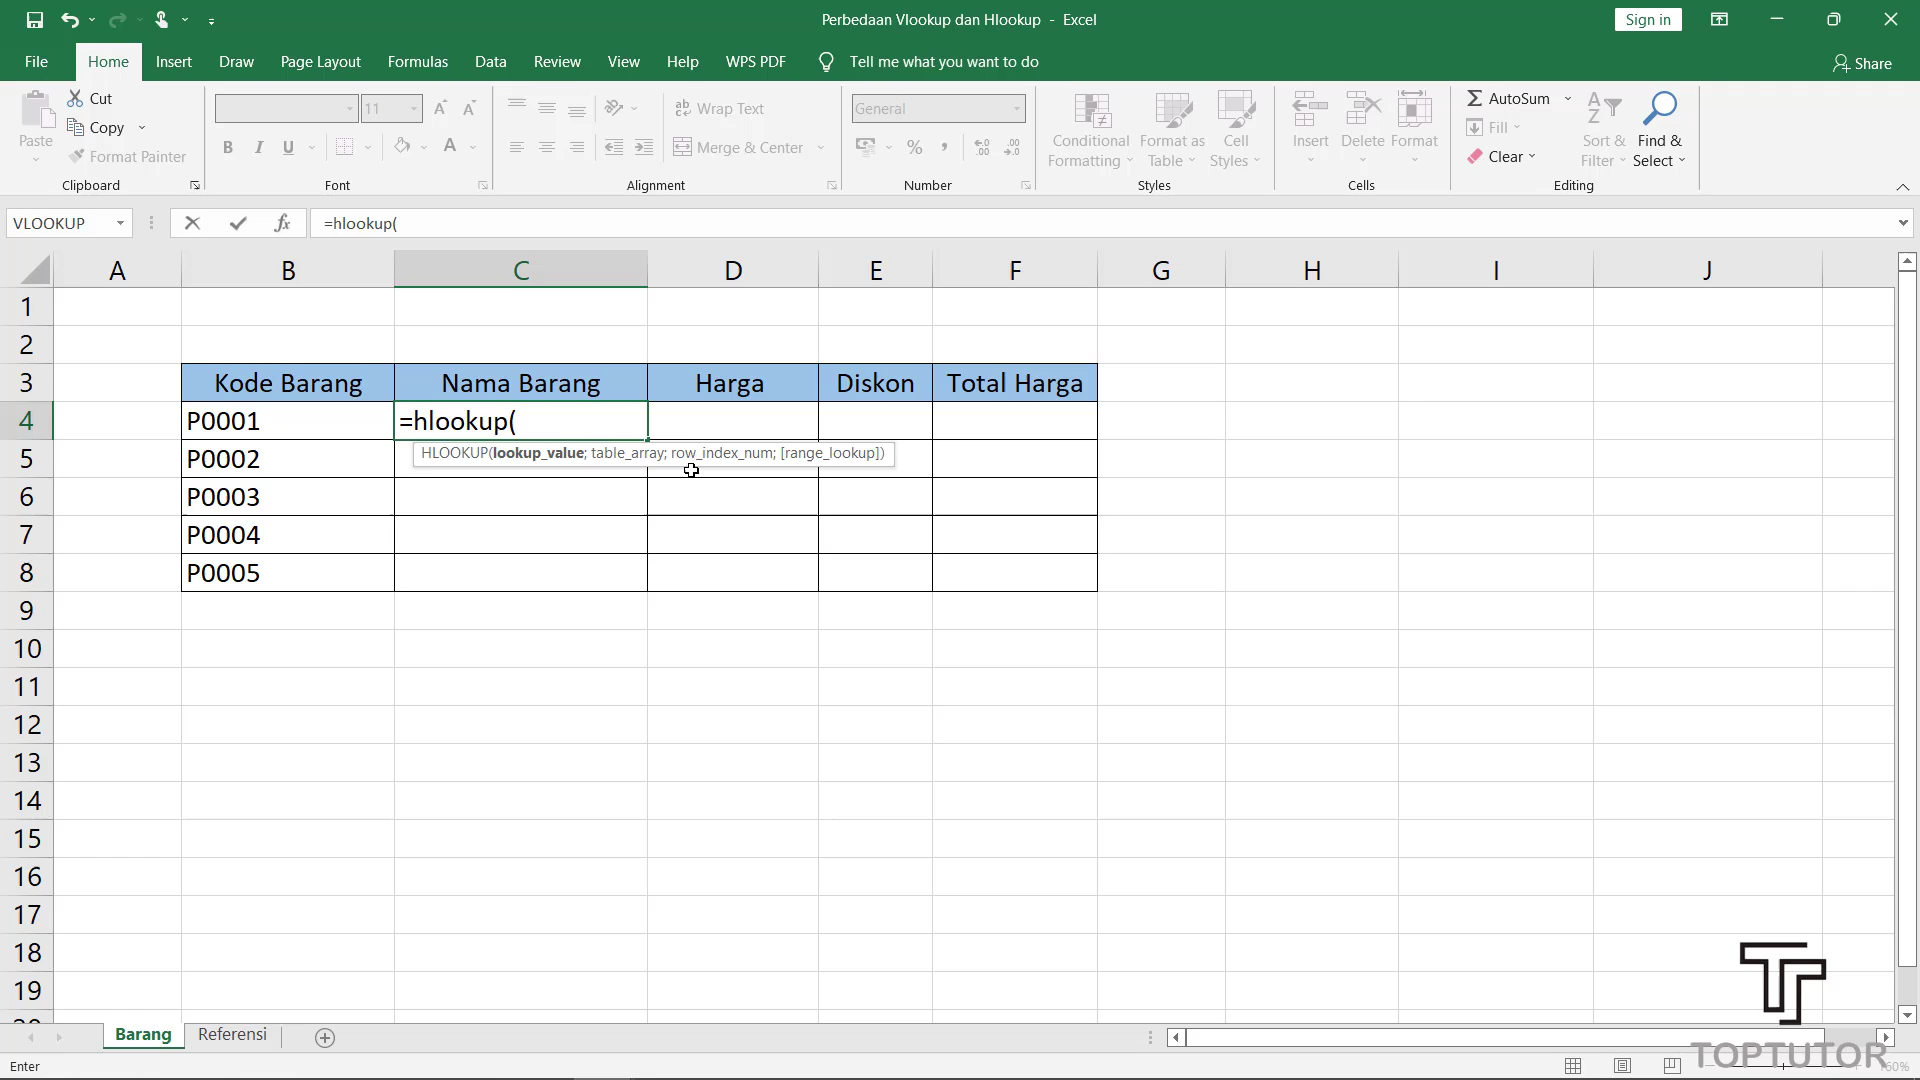 Perbedaan Vlookup dan Hlookup - Excel
Sign in
File Home Insert Draw Page Layout Formulas Data Review View Help WPS PDF Tell me what you want to do Share
Paste
Cut
Copy
Format Painter
Clipboard
11
B I U
Font
Wrap Text
Merge & Center
Alignment
General
%
Number
Conditional Formatting
Format as Table
Cell Styles
Styles
Insert
Delete
Format
Cells
AutoSum
Fill
Clear
Sort & Filter
Find & Select
Editing
VLOOKUP
fx
=hlookup(
A B C D E F G H I J
1
2
3 Kode Barang Nama Barang Harga Diskon Total Harga
4 P0001 =hlookup(
HLOOKUP(lookup_value; table_array; row_index_num; [range_lookup])
5 P0002
6 P0003
7 P0004
8 P0005
9
10
11
12
13
14
15
16
17
18
19
Barang Referensi
Enter
TOPTUTOR